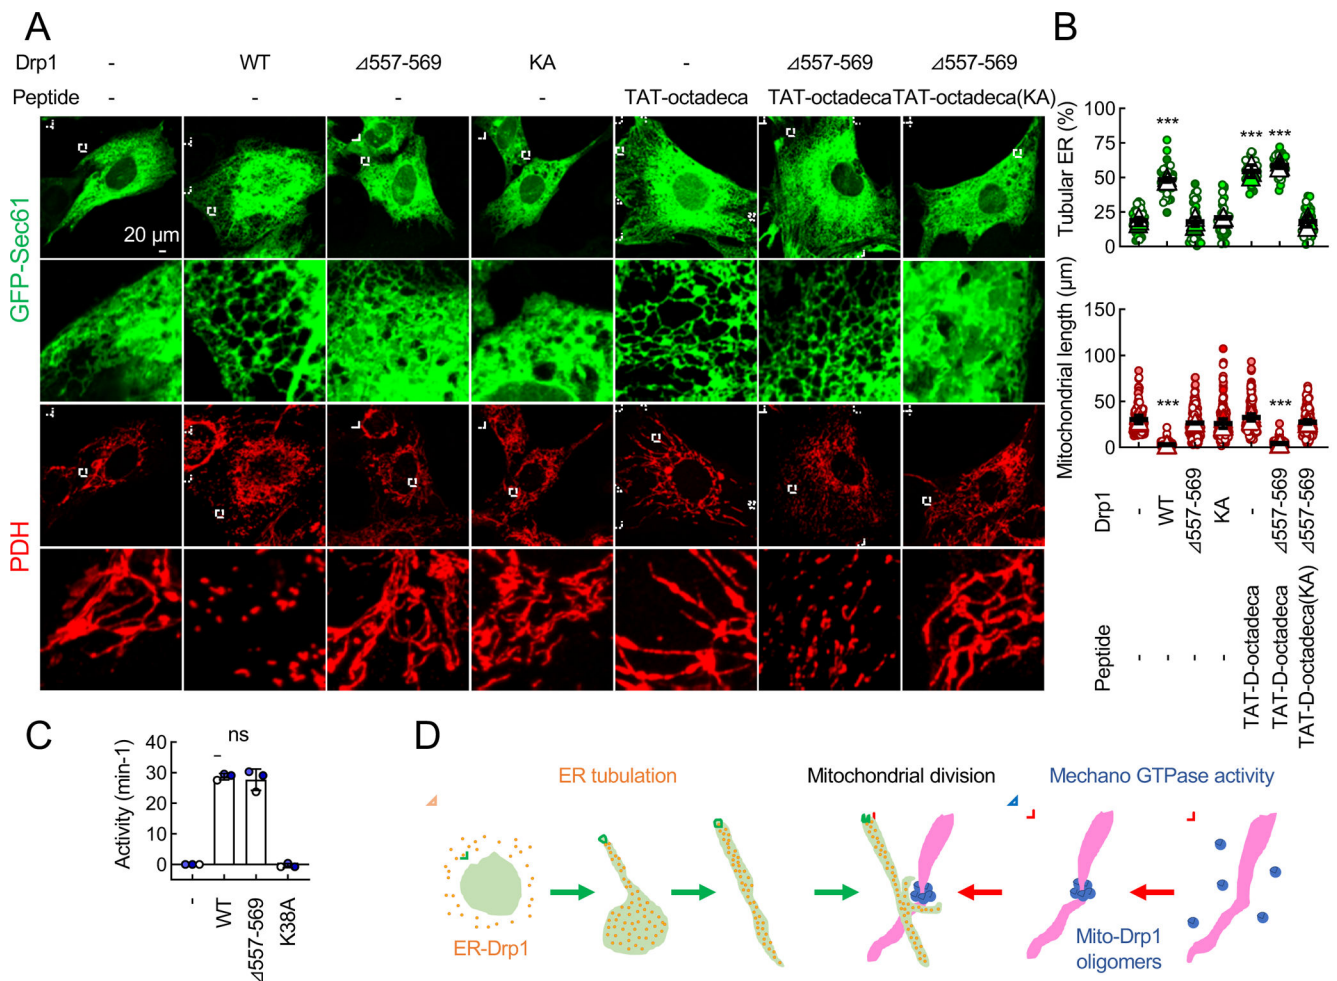 A
Drp1 - WT ⊿557-569 KA - ⊿557-569 ⊿557-569
Peptide - - - - TAT-octadeca TAT-octadeca TAT-octadeca(KA)
GFP-Sec61
20 µm
PDH
B
Tubular ER (%)
100
75
50
25
0
*** *** ***
Mitochondrial length (µm)
150
100
50
0
*** ***
Drp1 - WT ⊿557-569 KA - ⊿557-569 ⊿557-569
Peptide - - - - TAT-D-octadeca TAT-D-octadeca TAT-D-octadeca(KA)
C
Activity (min-1)
40
30
20
10
0
ns
- WT ⊿557-569 K38A
D
ER tubulation
Mitochondrial division
Mechano GTPase activity
ER-Drp1
Mito-Drp1
oligomers